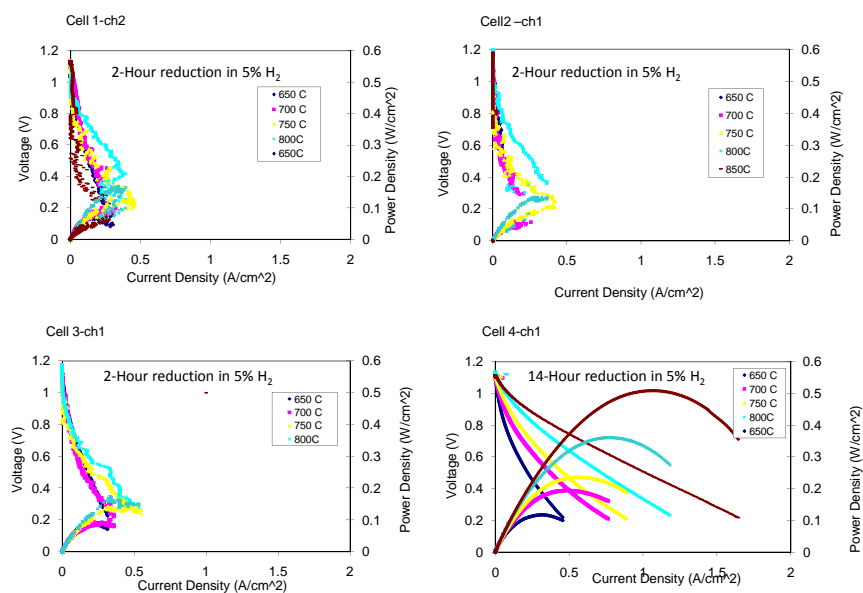 Cell 1-ch2
2-Hour reduction in 5% H2
1.2
1
0.8
0.6
0.4
0.2
0
Voltage (V)
0.6
0.5
0.4
0.3
0.2
0.1
0
Power Density (W/cm^2)
650 C
700 C
750 C
800C
650C
0
0.5
1
1.5
2
Current Density (A/cm^2)
Cell2 –ch1
2-Hour reduction in 5% H2
1.2
1
0.8
0.6
0.4
0.2
0
Voltage (V)
0.6
0.5
0.4
0.3
0.2
0.1
0
Power Density (W/cm^2)
650 C
700 C
750 C
800C
850C
0
0.5
1
1.5
2
Current Density (A/cm^2)
Cell 3-ch1
2-Hour reduction in 5% H2
1.2
1
0.8
0.6
0.4
0.2
0
Voltage (V)
0.6
0.5
0.4
0.3
0.2
0.1
0
Power Density (W/cm^2)
650 C
700 C
750 C
800C
0
0.5
1
1.5
2
Current Density (A/cm^2)
Cell 4-ch1
14-Hour reduction in 5% H2
1.2
1
0.8
0.6
0.4
0.2
0
Voltage (V)
0.6
0.5
0.4
0.3
0.2
0.1
0
Power Density (W/cm^2)
650 C
700 C
750 C
800C
650C
0
0.5
1
1.5
2
Current Density (A/cm^2)